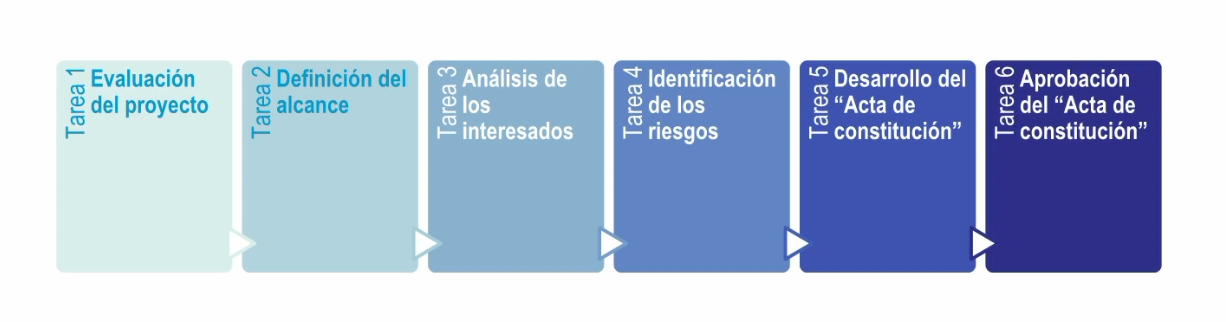 Tarea 1
Evaluación
del proyecto
Tarea 2
Definición del
alcance
Tarea 3
Análisis de
los
interesados
Tarea 4
Identificación
de los
riesgos
Tarea 5
Desarrollo del
“Acta de
constitución”
Tarea 6
Aprobación
del “Acta de
constitución”